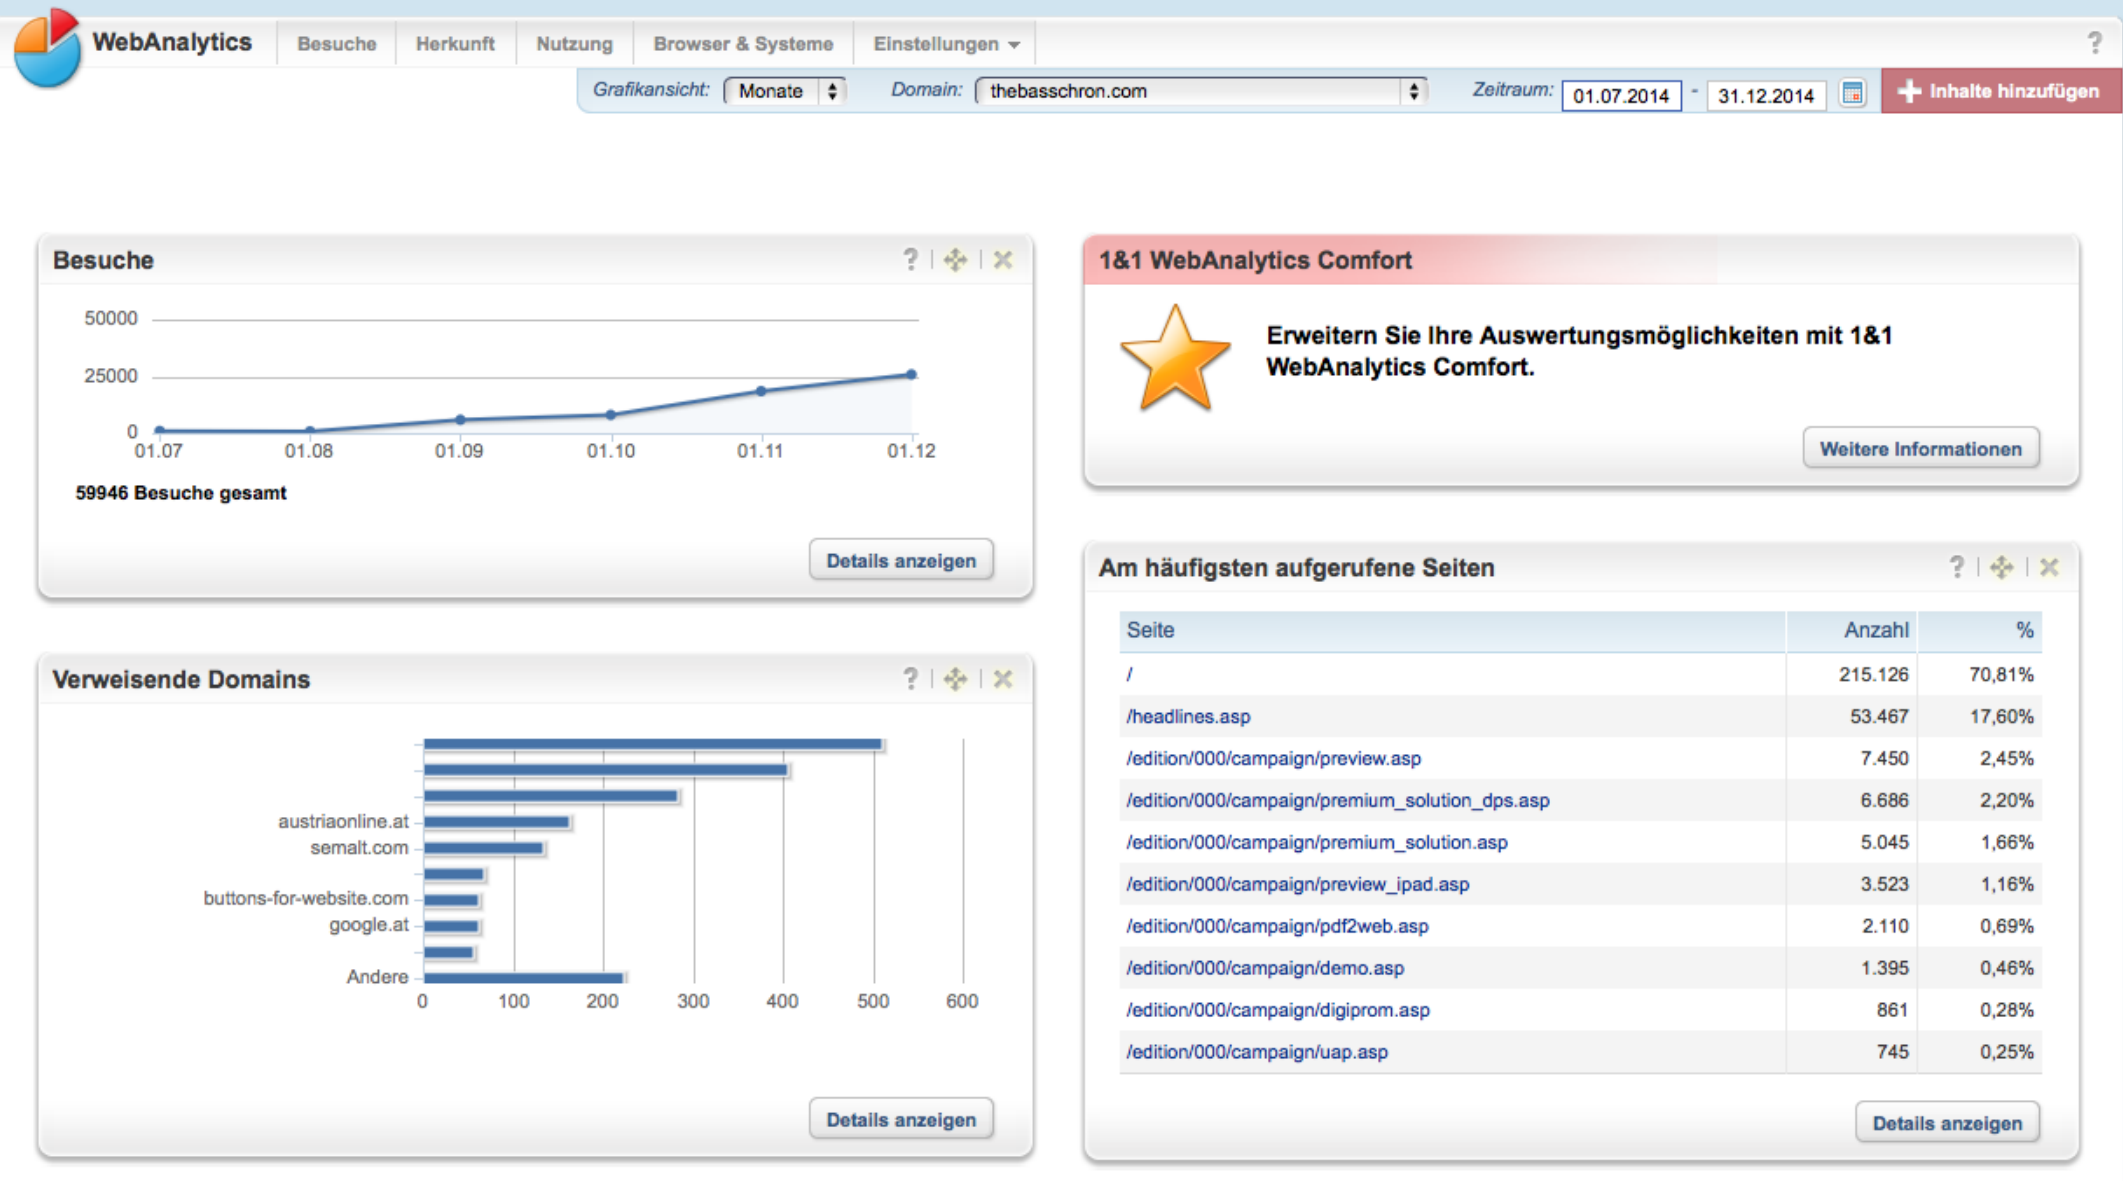 WebAnalytics Besuche Herkunft Nutzung Browser & Systeme Einstellungen ?
Grafikansicht: Monate Domain: thebasschron.com Zeitraum: 01.07.2014 - 31.12.2014 Inhalte hinzufügen
Besuche ?
50000
25000
0
01.07 01.08 01.09 01.10 01.11 01.12
59946 Besuche gesamt
Details anzeigen
1&1 WebAnalytics Comfort
Erweitern Sie Ihre Auswertungsmöglichkeiten mit 1&1
WebAnalytics Comfort.
Weitere Informationen
Verweisende Domains ?
austriaonline.at
semalt.com
buttons-for-website.com
google.at
Andere
0 100 200 300 400 500 600
Details anzeigen
Am häufigsten aufgerufene Seiten ?
Seite Anzahl %
/ 215.126 70,81%
/headlines.asp 53.467 17,60%
/edition/000/campaign/preview.asp 7.450 2,45%
/edition/000/campaign/premium_solution_dps.asp 6.686 2,20%
/edition/000/campaign/premium_solution.asp 5.045 1,66%
/edition/000/campaign/preview_ipad.asp 3.523 1,16%
/edition/000/campaign/pdf2web.asp 2.110 0,69%
/edition/000/campaign/demo.asp 1.395 0,46%
/edition/000/campaign/digiprom.asp 861 0,28%
/edition/000/campaign/uap.asp 745 0,25%
Details anzeigen